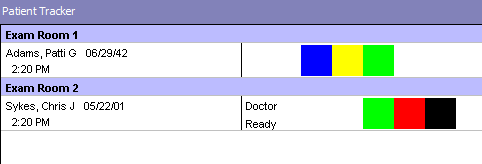 Patient Tracker
Exam Room 1
Adams, Patti G 06/29/42
2:20 PM
Exam Room 2
Sykes, Chris J 05/22/01 Doctor
2:20 PM Ready